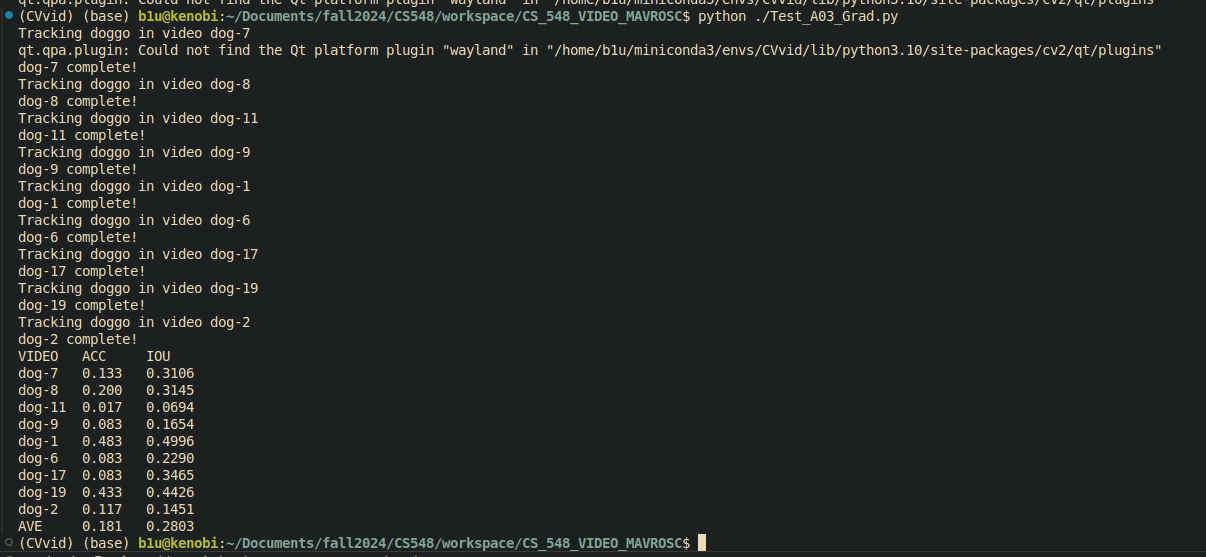 qt.qpa.plugin: Could not find the Qt platform plugin "wayland" in "/home/b1u/miniconda3/envs/CVvid/lib/python3.10/site-packages/cv2/qt/plugins"
(CVvid) (base) b1u@kenobi:~/Documents/fall2024/CS548/workspace/CS_548_VIDEO_MAVROSC$ python ./Test_A03_Grad.py
Tracking doggo in video dog-7
qt.qpa.plugin: Could not find the Qt platform plugin "wayland" in "/home/b1u/miniconda3/envs/CVvid/lib/python3.10/site-packages/cv2/qt/plugins"
dog-7 complete!
Tracking doggo in video dog-8
dog-8 complete!
Tracking doggo in video dog-11
dog-11 complete!
Tracking doggo in video dog-9
dog-9 complete!
Tracking doggo in video dog-1
dog-1 complete!
Tracking doggo in video dog-6
dog-6 complete!
Tracking doggo in video dog-17
dog-17 complete!
Tracking doggo in video dog-19
dog-19 complete!
Tracking doggo in video dog-2
dog-2 complete!
VIDEO   ACC     IOU
dog-7   0.133   0.3106
dog-8   0.200   0.3145
dog-11  0.017   0.0694
dog-9   0.083   0.1654
dog-1   0.483   0.4996
dog-6   0.083   0.2290
dog-17  0.083   0.3465
dog-19  0.433   0.4426
dog-2   0.117   0.1451
AVE     0.181   0.2803
(CVvid) (base) b1u@kenobi:~/Documents/fall2024/CS548/workspace/CS_548_VIDEO_MAVROSC$